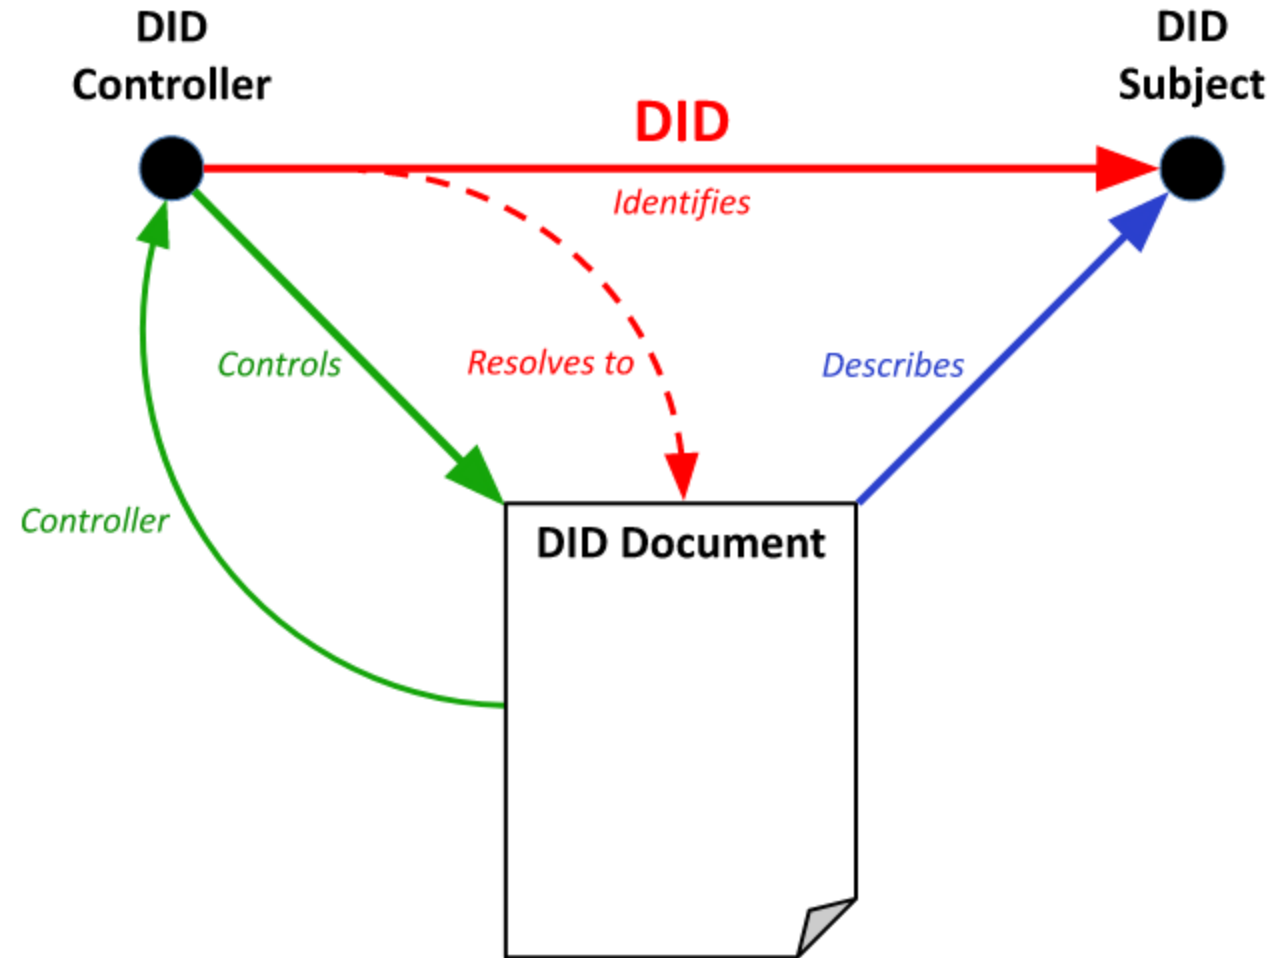 DID
Controller
DID
Subject
DID
Identifies
Controls
Resolves to
Describes
Controller
DID Document